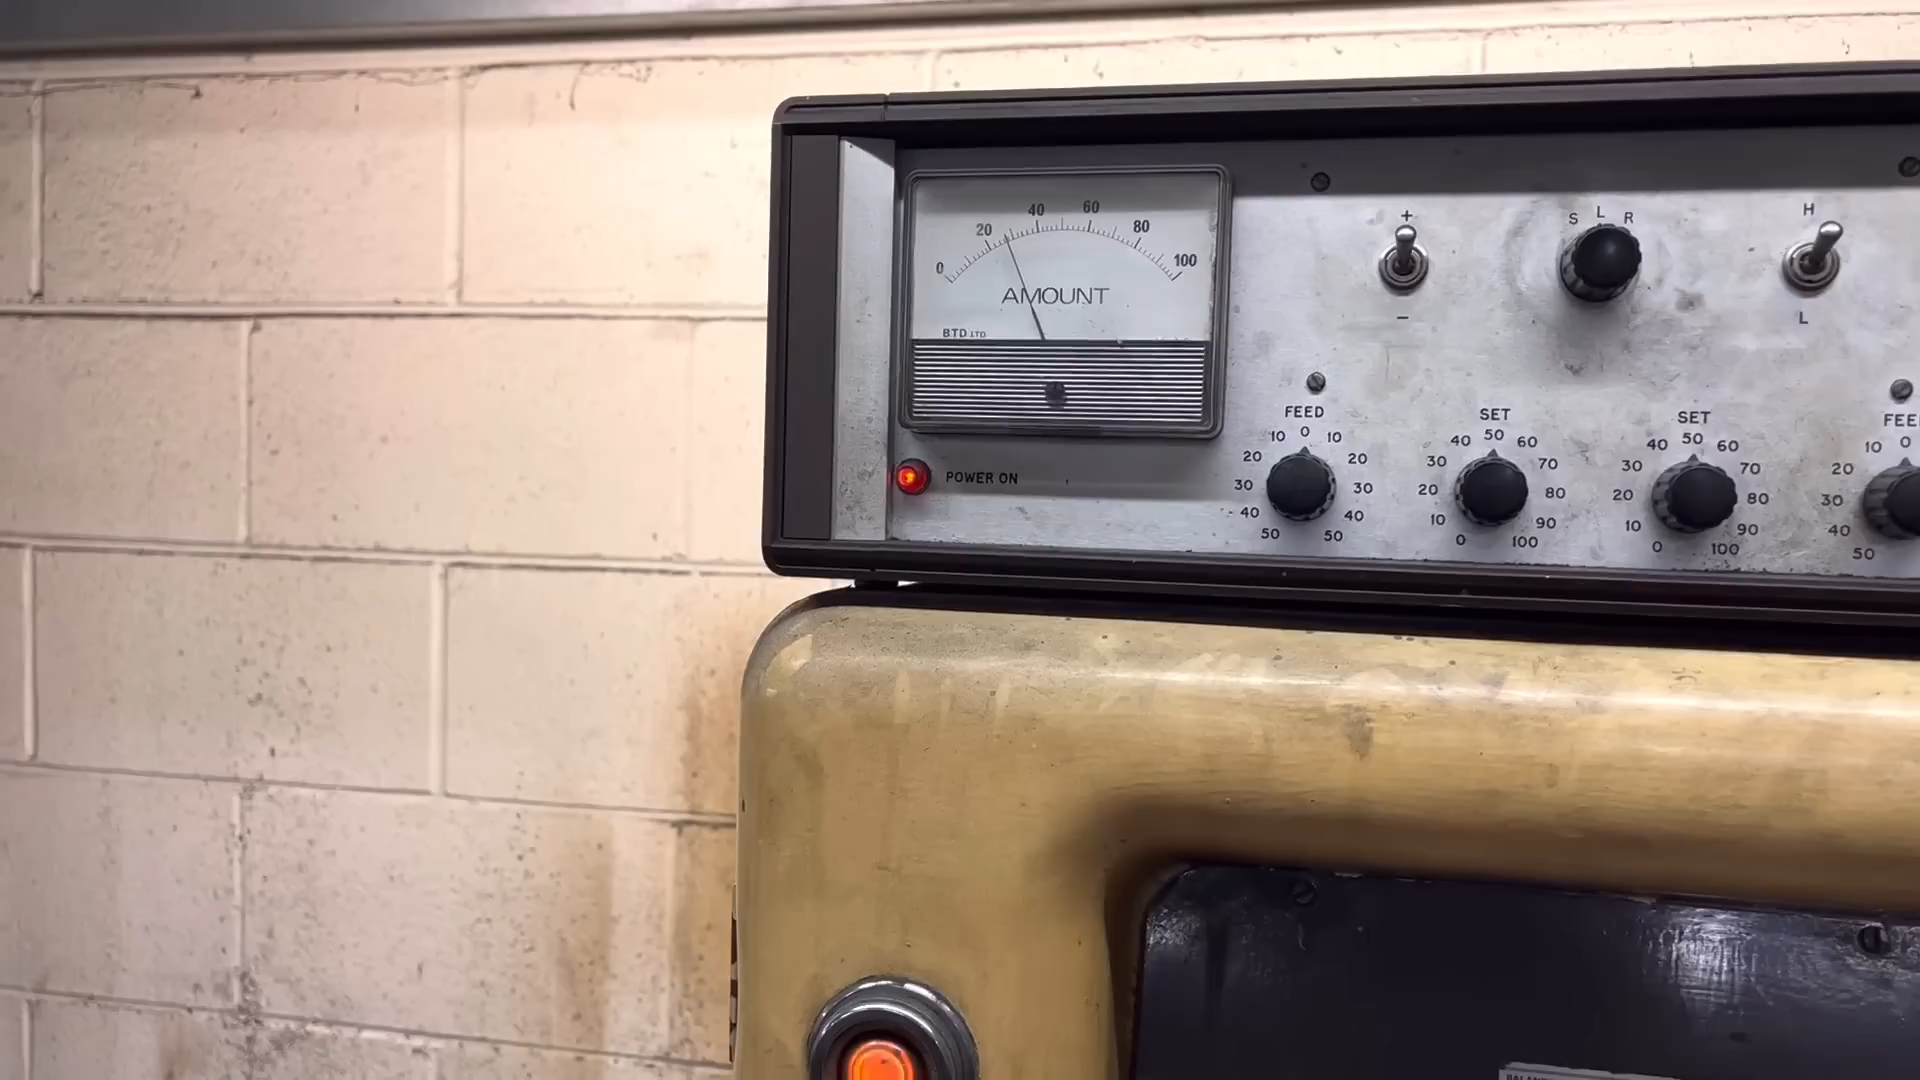 0 20 40 60 80 100
AMOUNT
BTD LTD
POWER ON
+
−
S L R
H
L
FEED
50 40 30 20 10 0 10 20 30 40 50
SET
0 10 20 30 40 50 60 70 80 90 100
SET
0 10 20 30 40 50 60 70 80 90 100
FEE
50 40 30 20 10 0